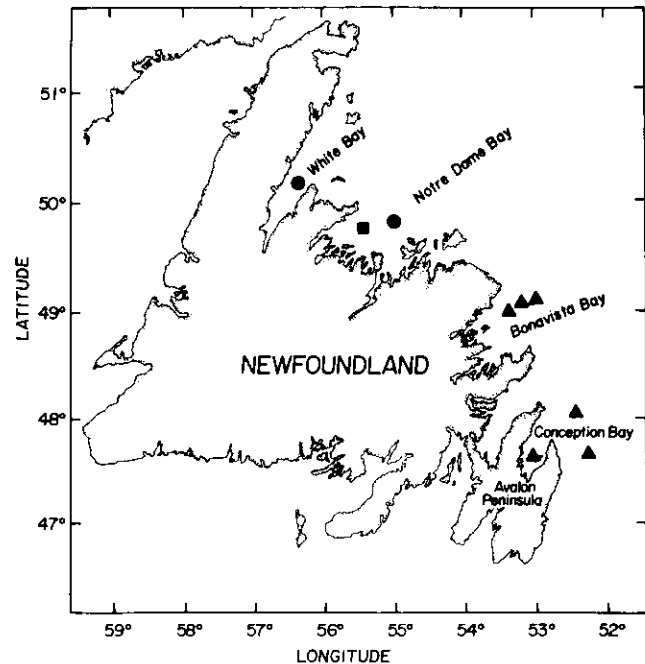 51°
White Bay
Notre Dame Bay
50°
LATITUDE
49°
Bonavista Bay
NEWFOUNDLAND
48°
Conception Bay
Avalon
Peninsula
47°
59° 58° 57° 56° 55° 54° 53° 52°
LONGITUDE